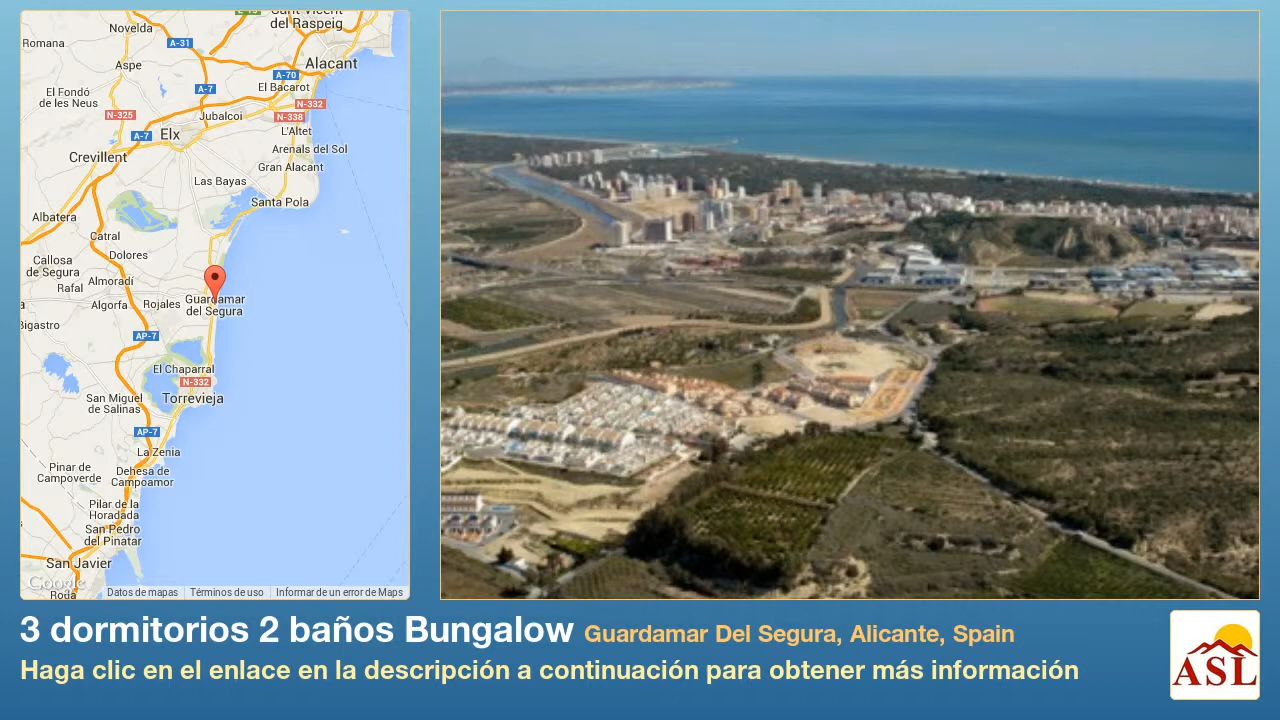 Sant Vicent
del Raspeig
Novelda
Romana
A-31
Aspe
Alacant
A-70
El Bacarot
A-7
El Fondó
de les Neus
N-332
N-325
Jubalcoi
N-338
L'Altet
A-7
Elx
Crevillent
Arenals del Sol
Gran Alacant
Las Bayas
Santa Pola
Albatera
Catral
Dolores
Callosa
de Segura
Almoradí
Rafal
Algorfa
Rojales
Guardamar
del Segura
Bigastro
AP-7
El Chaparral
N-332
San Miguel
de Salinas
Torrevieja
AP-7
La Zenia
Pinar de
Campoverde
Dehesa de
Campoamor
Pilar de la
Horadada
San Pedro
del Pinatar
San Javier
Google
Roda
Datos de mapas
Términos de uso
Informar de un error de Maps
3 dormitorios 2 baños Bungalow Guardamar Del Segura, Alicante, Spain
Haga clic en el enlace en la descripción a continuación para obtener más información
ASL